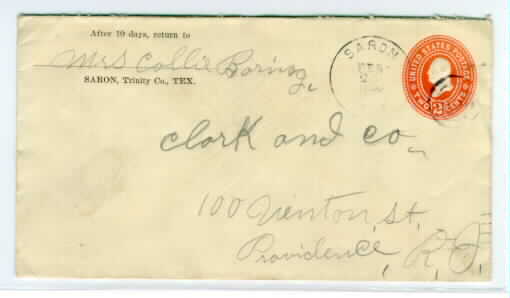 After 10 days, return to
Mrs Collie Boring
SARON, Trinity Co., TEX.
SARON
UNITED STATES POSTAGE
2
TWO CENTS
Clark and Co
100 St.
Providence, R.I.